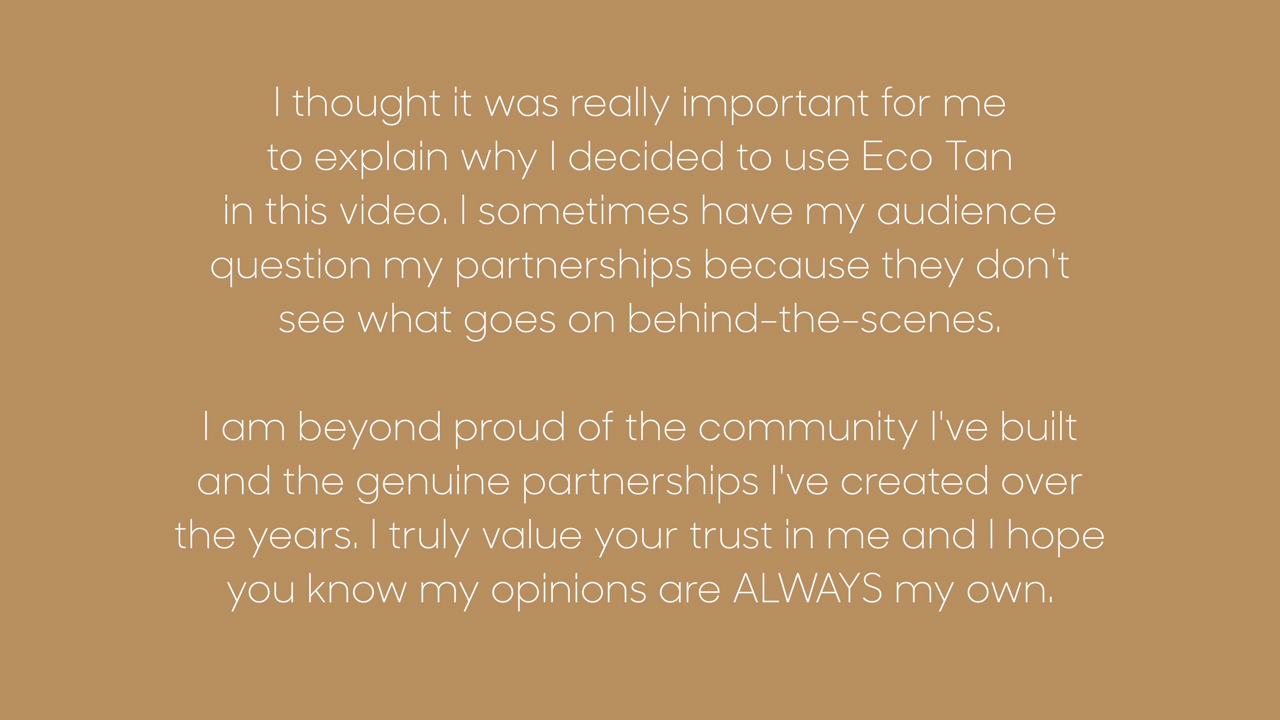 I thought it was really important for me
to explain why I decided to use Eco Tan
in this video. I sometimes have my audience
question my partnerships because they don't
see what goes on behind-the-scenes.
I am beyond proud of the community I've built
and the genuine partnerships I've created over
the years. I truly value your trust in me and I hope
you know my opinions are ALWAYS my own.